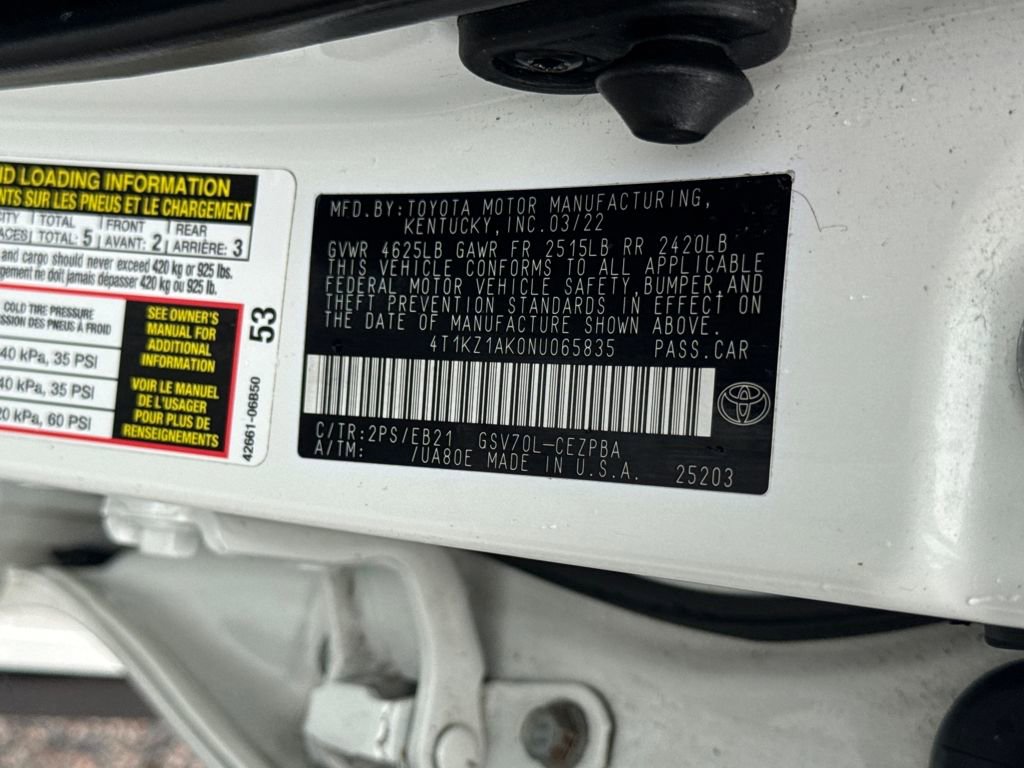 ND LOADING INFORMATION
NTS SUR LES PNEUS ET LE CHARGEMENT
TOTAL FRONT REAR
TOTAL: 5 AVANT: 2 ARRIÈRE: 3
and cargo should never exceed 420 kg or 925 lbs.
gement ne doit jamais dépasser 420 kg ou 925 lb.
COLD TIRE PRESSURE
SSION DES PNEUS À FROID
40 kPa, 35 PSI
40 kPa, 35 PSI
20 kPa, 60 PSI
SEE OWNER'S
MANUAL FOR
ADDITIONAL
INFORMATION
VOIR LE MANUEL
DE L'USAGER
POUR PLUS DE
RENSEIGNEMENTS
53
42661-06B50
MFD.BY:TOYOTA MOTOR MANUFACTURING,
KENTUCKY,INC.03/22
GVWR 4625LB GAWR FR 2515LB RR 2420LB
THIS VEHICLE CONFORMS TO ALL APPLICABLE
FEDERAL MOTOR VEHICLE SAFETY,BUMPER,AND
THEFT PREVENTION STANDARDS IN EFFECT ON
THE DATE OF MANUFACTURE SHOWN ABOVE.
4T1KZ1AK0NU065835 PASS.CAR
C/TR:2PS/EB21 GSV70L-CEZPBA
A/TM: /UA80E MADE IN U.S.A. 25203